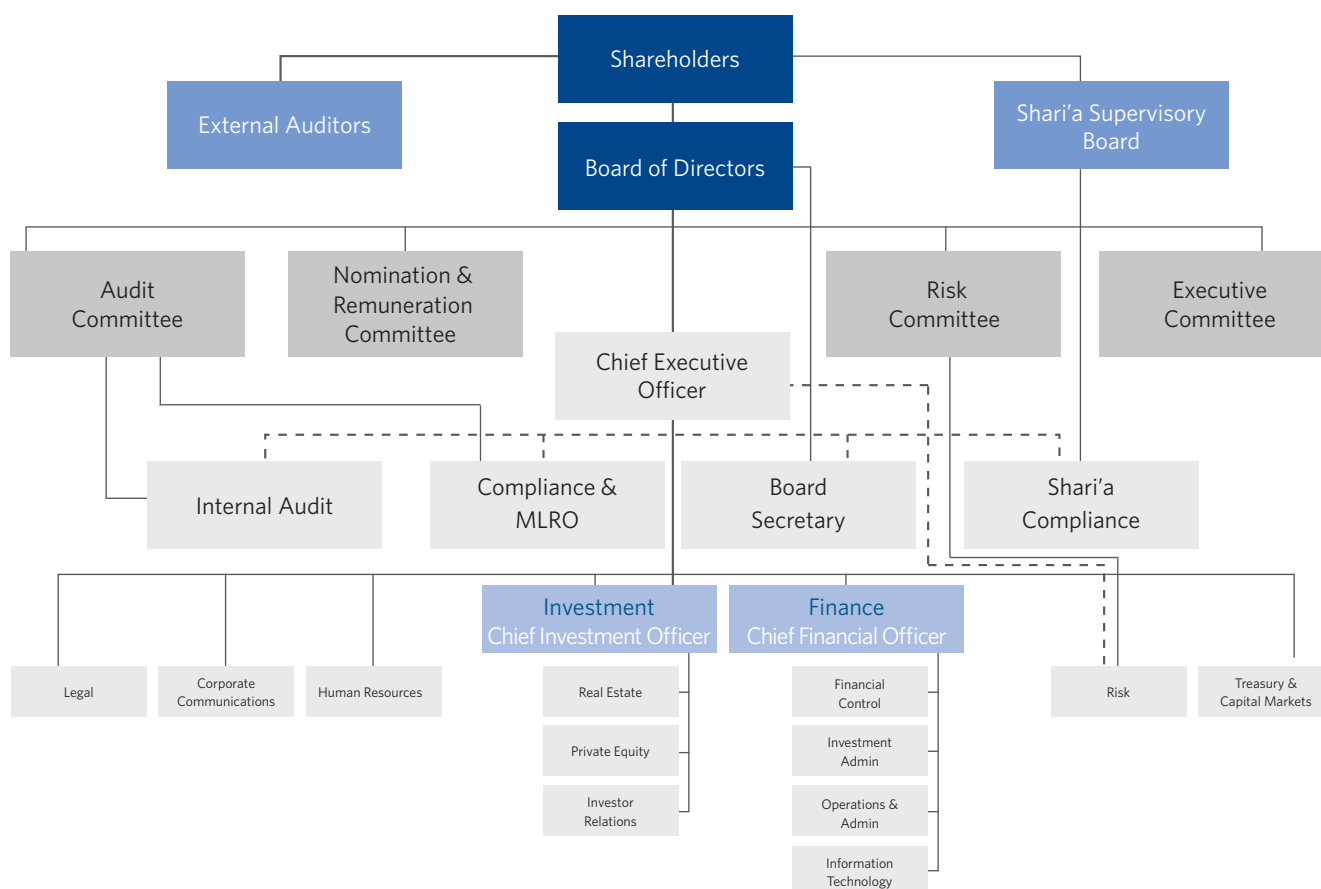 Shareholders
External Auditors
Shari’a Supervisory
Board
Board of Directors
Audit
Committee
Nomination &
Remuneration
Committee
Risk
Committee
Executive
Committee
Chief Executive
Officer
Internal Audit
Compliance &
MLRO
Board
Secretary
Shari’a
Compliance
Investment
Chief Investment Officer
Finance
Chief Financial Officer
Legal
Corporate
Communications
Human Resources
Real Estate
Financial
Control
Risk
Treasury &
Capital Markets
Private Equity
Investment
Admin
Investor
Relations
Operations &
Admin
Information
Technology